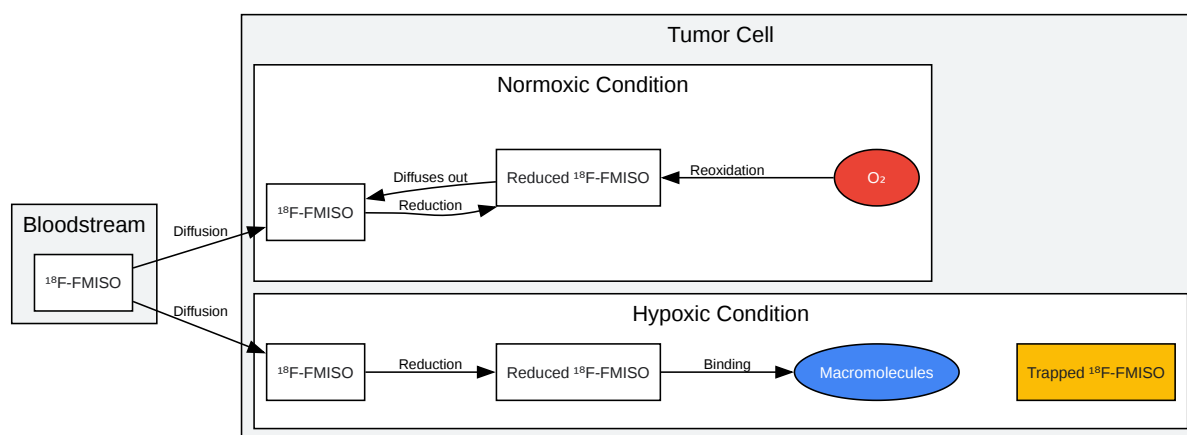 Tumor Cell
Normoxic Condition
Diffuses out
Reduced ¹⁸F-FMISO
Reoxidation
O₂
¹⁸F-FMISO
Reduction
Bloodstream
¹⁸F-FMISO
Diffusion
Diffusion
Hypoxic Condition
¹⁸F-FMISO
Reduction
Reduced ¹⁸F-FMISO
Binding
Macromolecules
Trapped ¹⁸F-FMISO